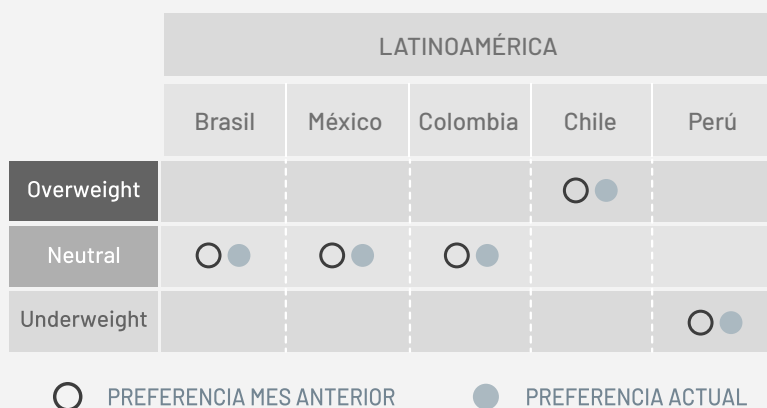 LATINOAMÉRICA
Brasil México Colombia Chile Perú
Overweight
Neutral
Underweight
PREFERENCIA MES ANTERIOR PREFERENCIA ACTUAL